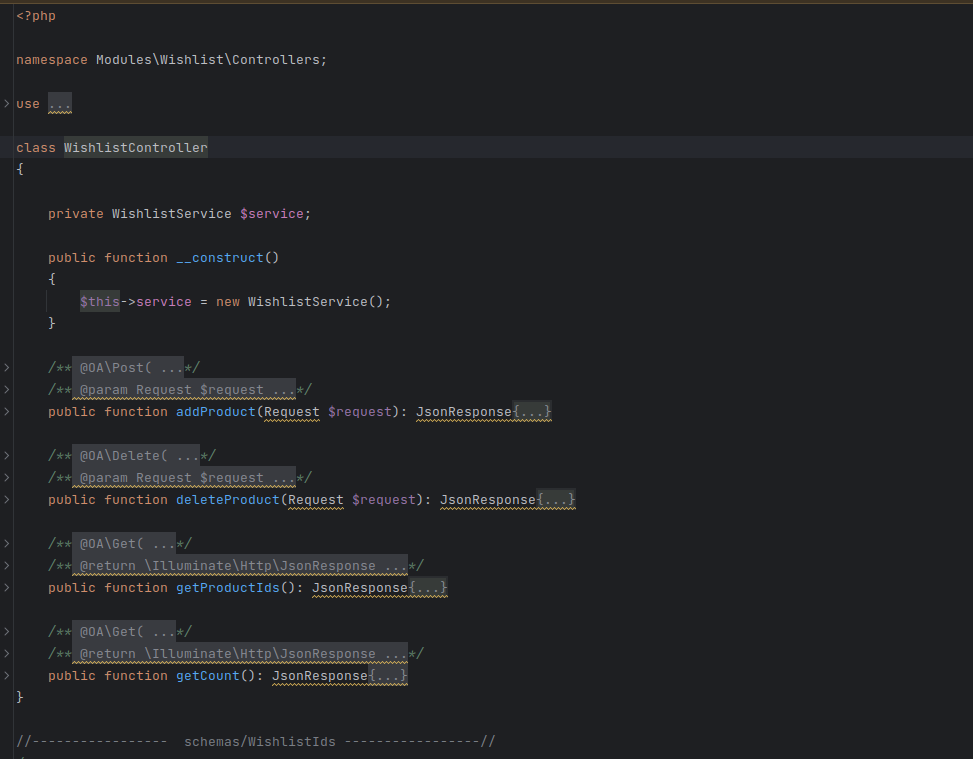 <?php
namespace Modules\Wishlist\Controllers;
use ...
class WishlistController
{
private WishlistService $service;
public function __construct()
{
$this->service = new WishlistService();
}
/** @OA\Post( ...*/
/** @param Request $request ...*/
public function addProduct(Request $request): JsonResponse{...}
/** @OA\Delete( ...*/
/** @param Request $request ...*/
public function deleteProduct(Request $request): JsonResponse{...}
/** @OA\Get( ...*/
/** @return \Illuminate\Http\JsonResponse ...*/
public function getProductIds(): JsonResponse{...}
/** @OA\Get( ...*/
/** @return \Illuminate\Http\JsonResponse ...*/
public function getCount(): JsonResponse{...}
}
//----------------- schemas/WishlistIds -----------------//